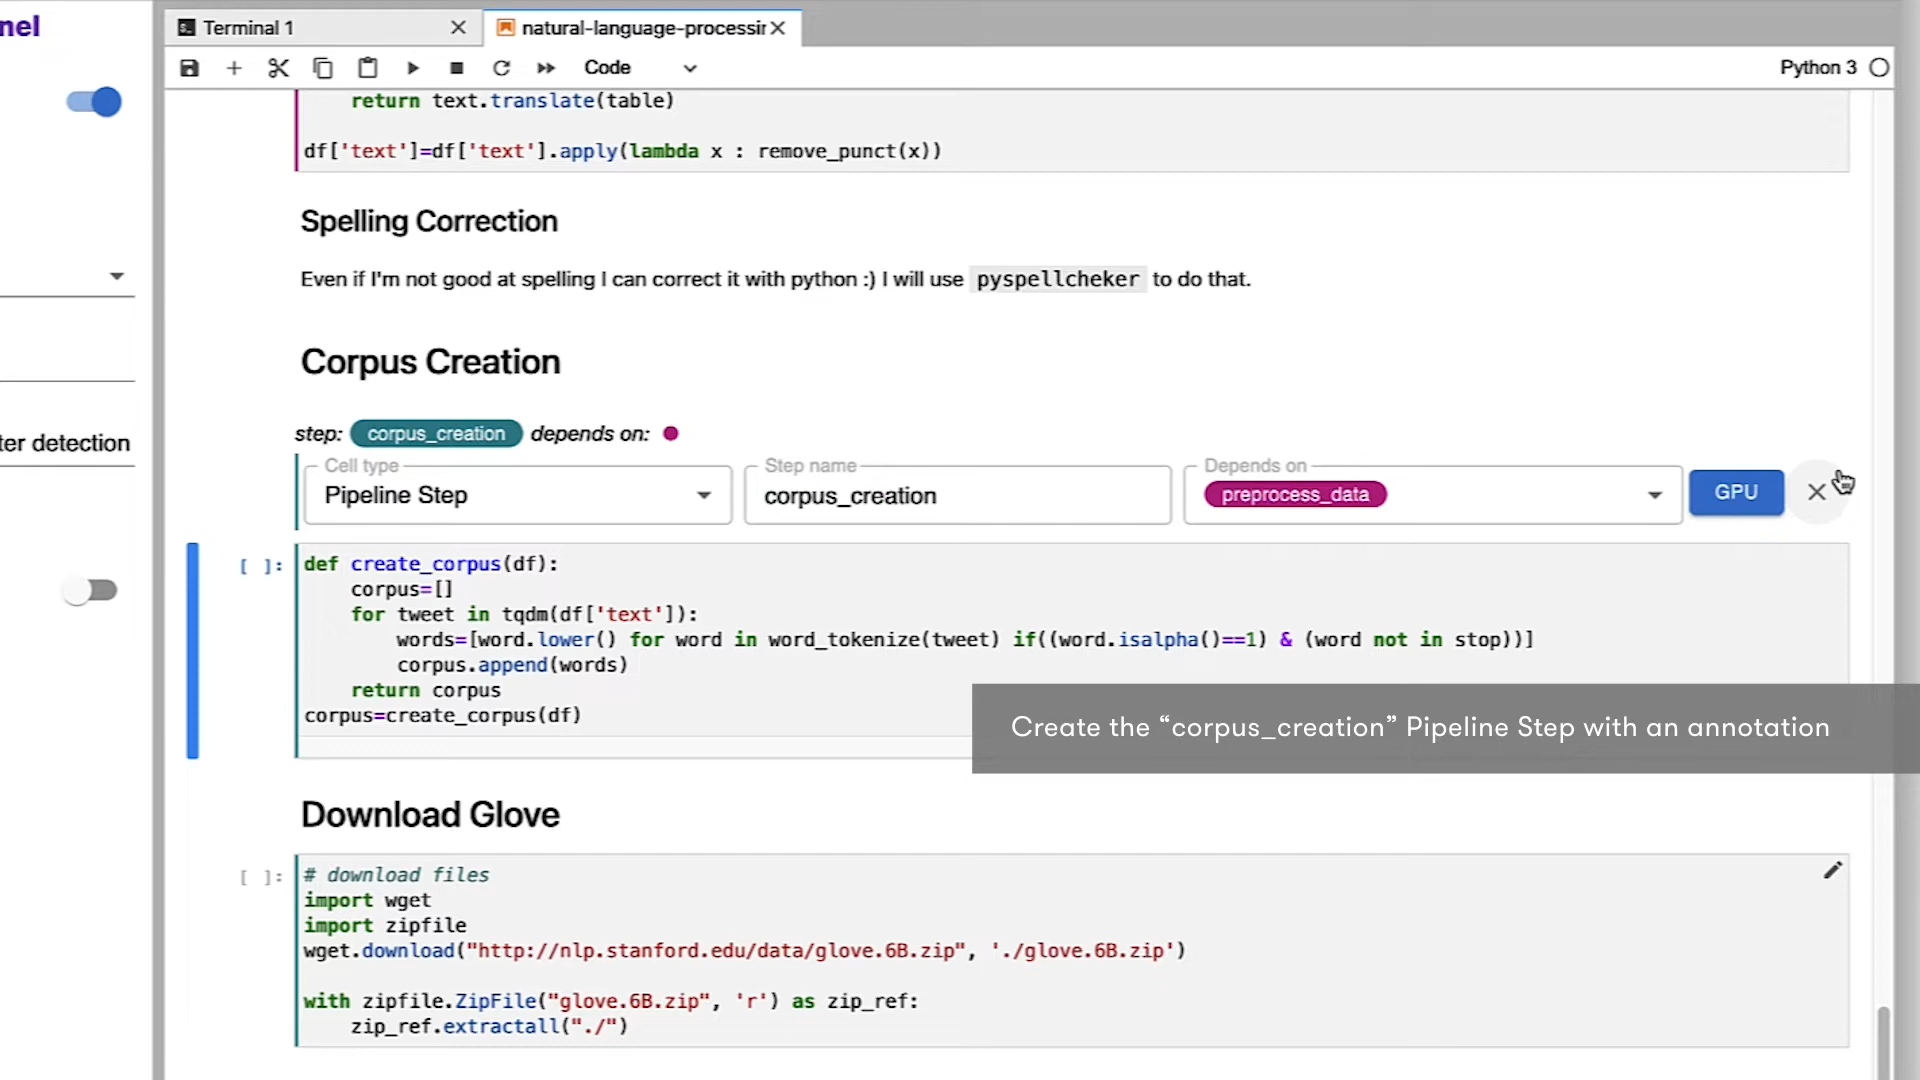 nel
Terminal 1
natural-language-processir
Code
Python 3
return text.translate(table)
df['text']=df['text'].apply(lambda x : remove_punct(x))
Spelling Correction
Even if I'm not good at spelling I can correct it with python :) I will use pyspellcheker to do that.
Corpus Creation
ter detection
step: corpus_creation depends on:
Cell type
Step name
Depends on
Pipeline Step
corpus_creation
preprocess_data
GPU
[ ]:
def create_corpus(df):
corpus=[]
for tweet in tqdm(df['text']):
words=[word.lower() for word in word_tokenize(tweet) if((word.isalpha()==1) & (word not in stop))]
corpus.append(words)
return corpus
corpus=create_corpus(df)
Create the “corpus_creation” Pipeline Step with an annotation
Download Glove
[ ]:
# download files
import wget
import zipfile
wget.download("http://nlp.stanford.edu/data/glove.6B.zip", './glove.6B.zip')
with zipfile.ZipFile("glove.6B.zip", 'r') as zip_ref:
zip_ref.extractall("./")